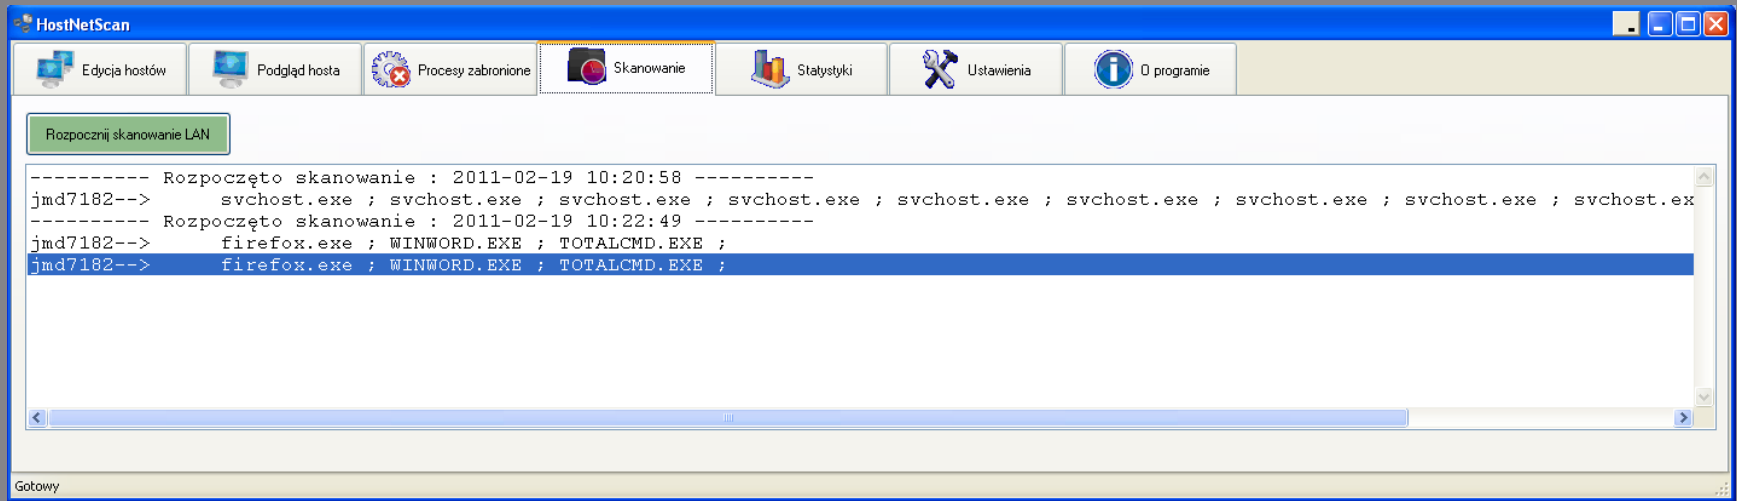 HostNetScan
Edycja hostów Podgląd hosta Procesy zabronione Skanowanie Statystyki Ustawienia O programie
Rozpocznij skanowanie LAN
---------- Rozpoczęto skanowanie : 2011-02-19 10:20:58 ----------
jmd7182--> svchost.exe ; svchost.exe ; svchost.exe ; svchost.exe ; svchost.exe ; svchost.exe ; svchost.exe ; svchost.exe ; svchost.ex
---------- Rozpoczęto skanowanie : 2011-02-19 10:22:49 ----------
jmd7182--> firefox.exe ; WINWORD.EXE ; TOTALCMD.EXE ;
jmd7182--> firefox.exe ; WINWORD.EXE ; TOTALCMD.EXE ;
Gotowy